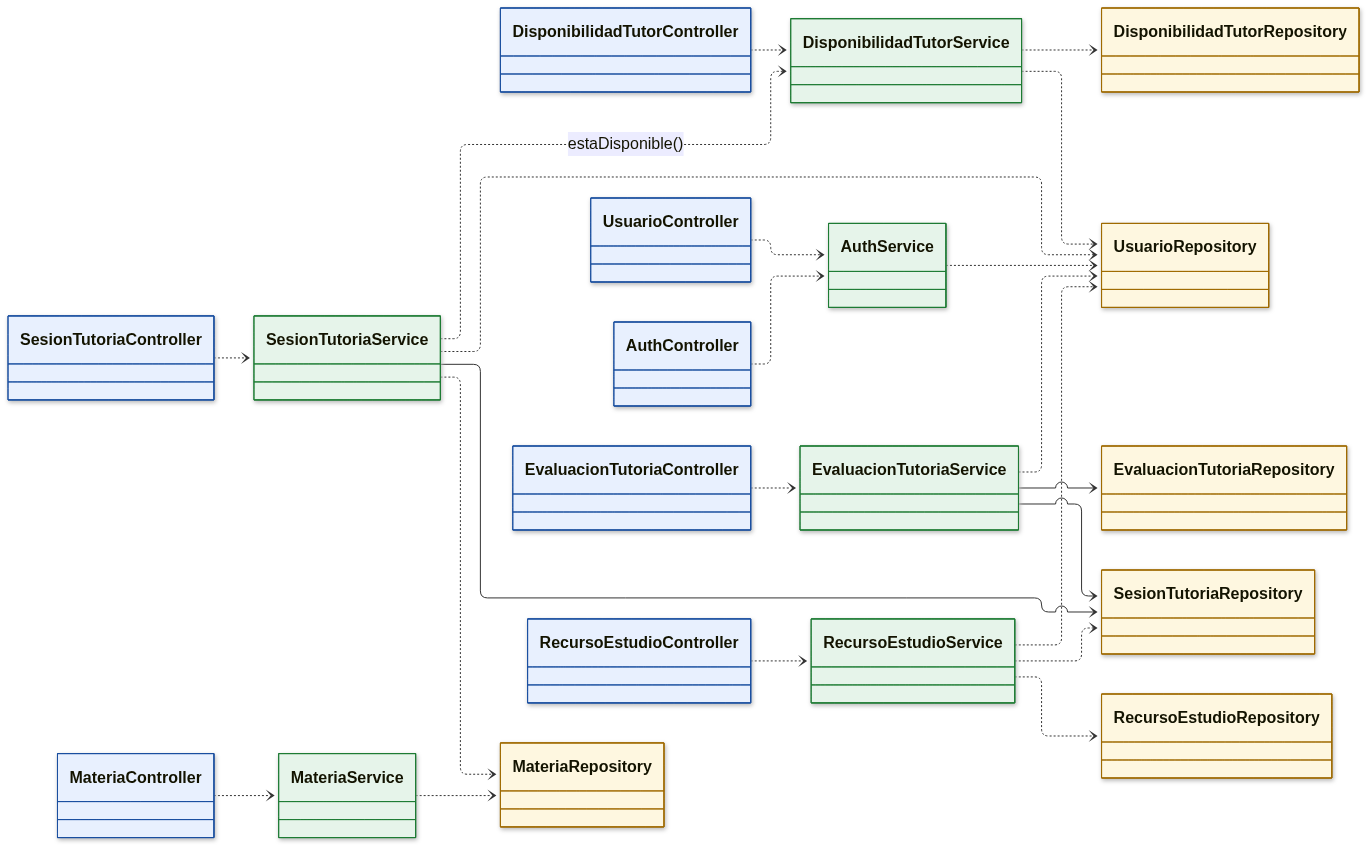 DisponibilidadTutorController
DisponibilidadTutorService
DisponibilidadTutorRepository
estaDisponible()
UsuarioController
AuthService
UsuarioRepository
SesionTutoriaController
SesionTutoriaService
AuthController
EvaluacionTutoriaController
EvaluacionTutoriaService
EvaluacionTutoriaRepository
SesionTutoriaRepository
RecursoEstudioController
RecursoEstudioService
RecursoEstudioRepository
MateriaController
MateriaService
MateriaRepository